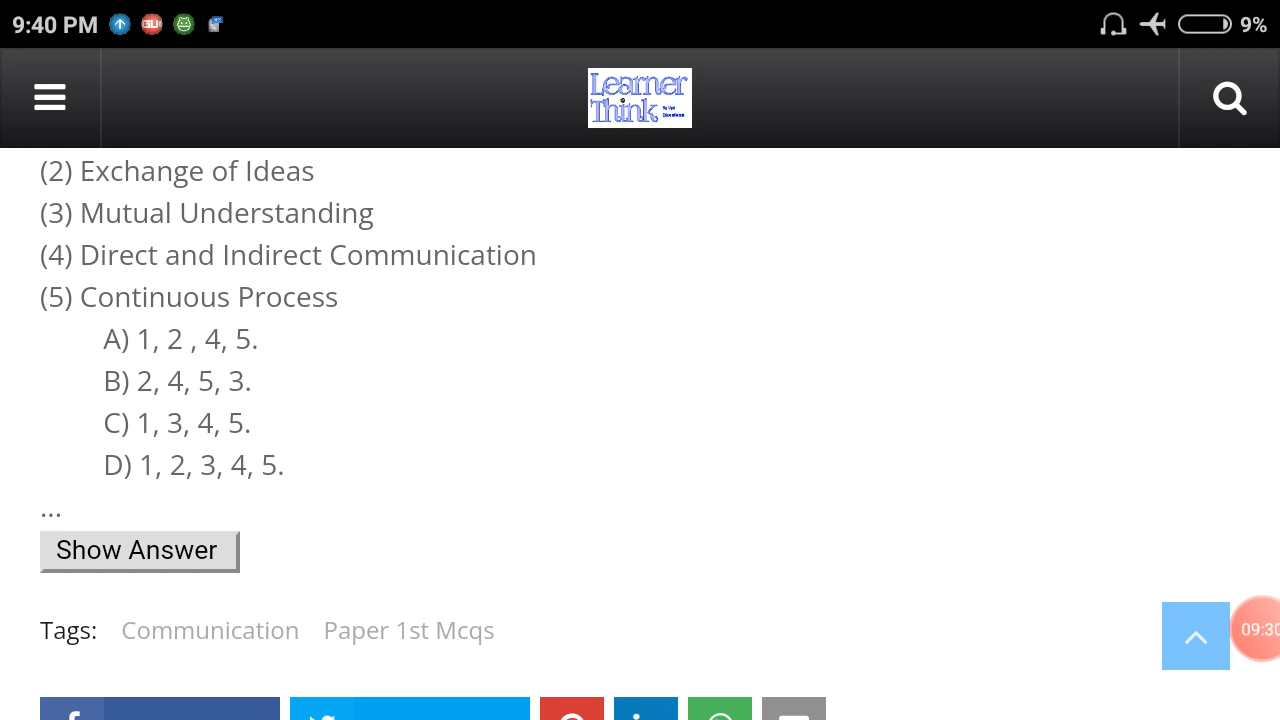 9:40 PM
9%
Learner
Think
(2) Exchange of Ideas
(3) Mutual Understanding
(4) Direct and Indirect Communication
(5) Continuous Process
A) 1, 2 , 4, 5.
B) 2, 4, 5, 3.
C) 1, 3, 4, 5.
D) 1, 2, 3, 4, 5.
...
Show Answer
Tags: Communication Paper 1st Mcqs
09:30